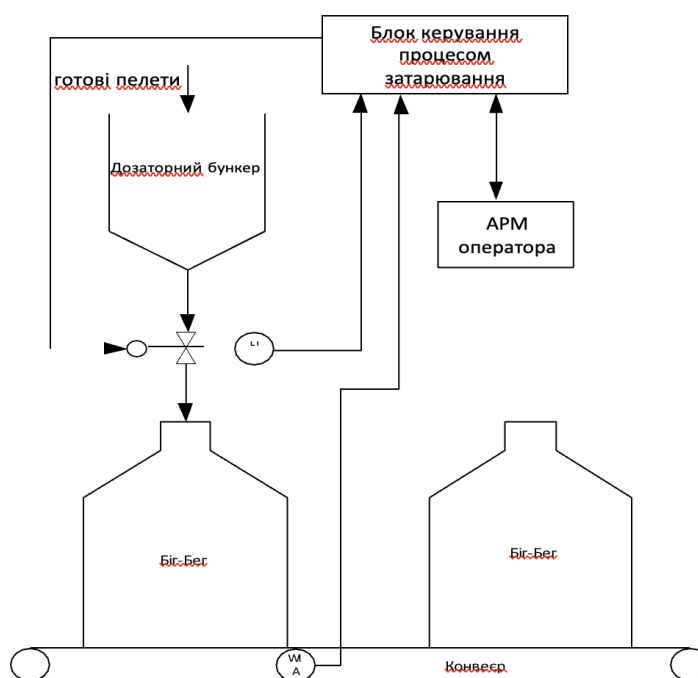 Блок керування
процесом
затарювання
готові пелети
Дозаторний бункер
АРМ
оператора
LI
Біг-Бег
Біг-Бег
WI
A
Конвеєр